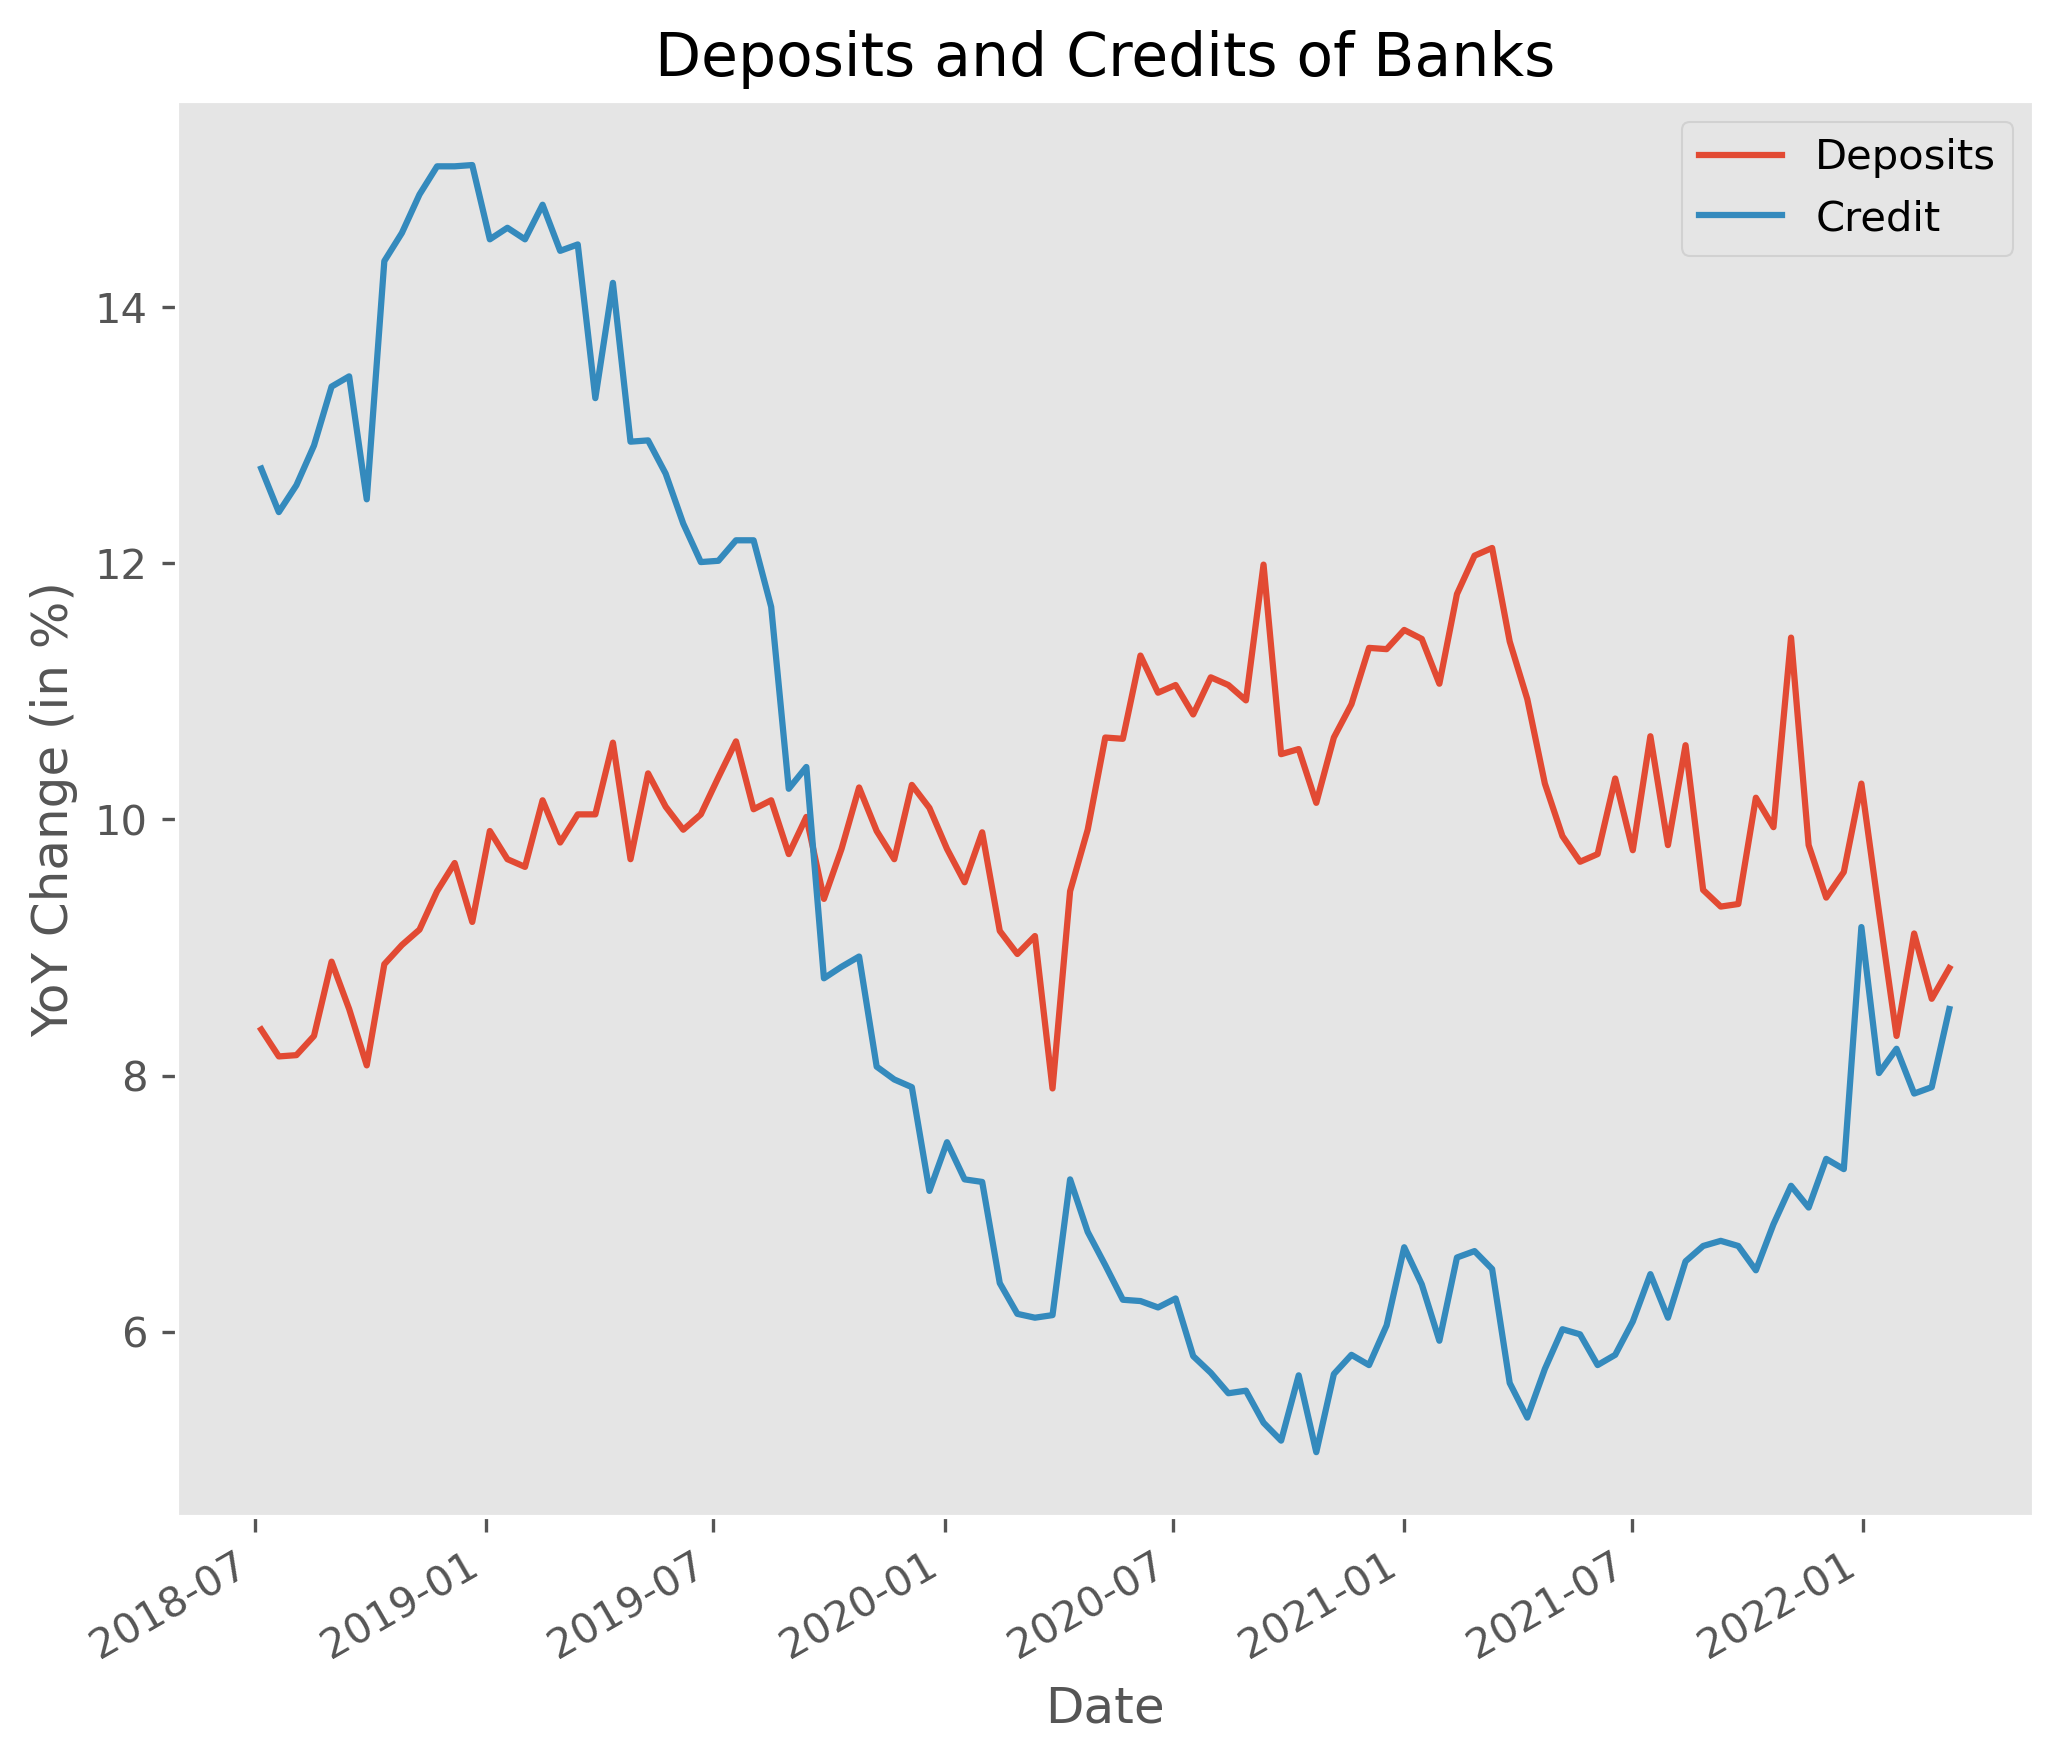 Deposits and Credits of Banks
Deposits
Credit
14
12
10
8
6
YoY Change (in %)
2018-07
2019-01
2019-07
2020-01
2020-07
2021-01
2021-07
2022-01
Date